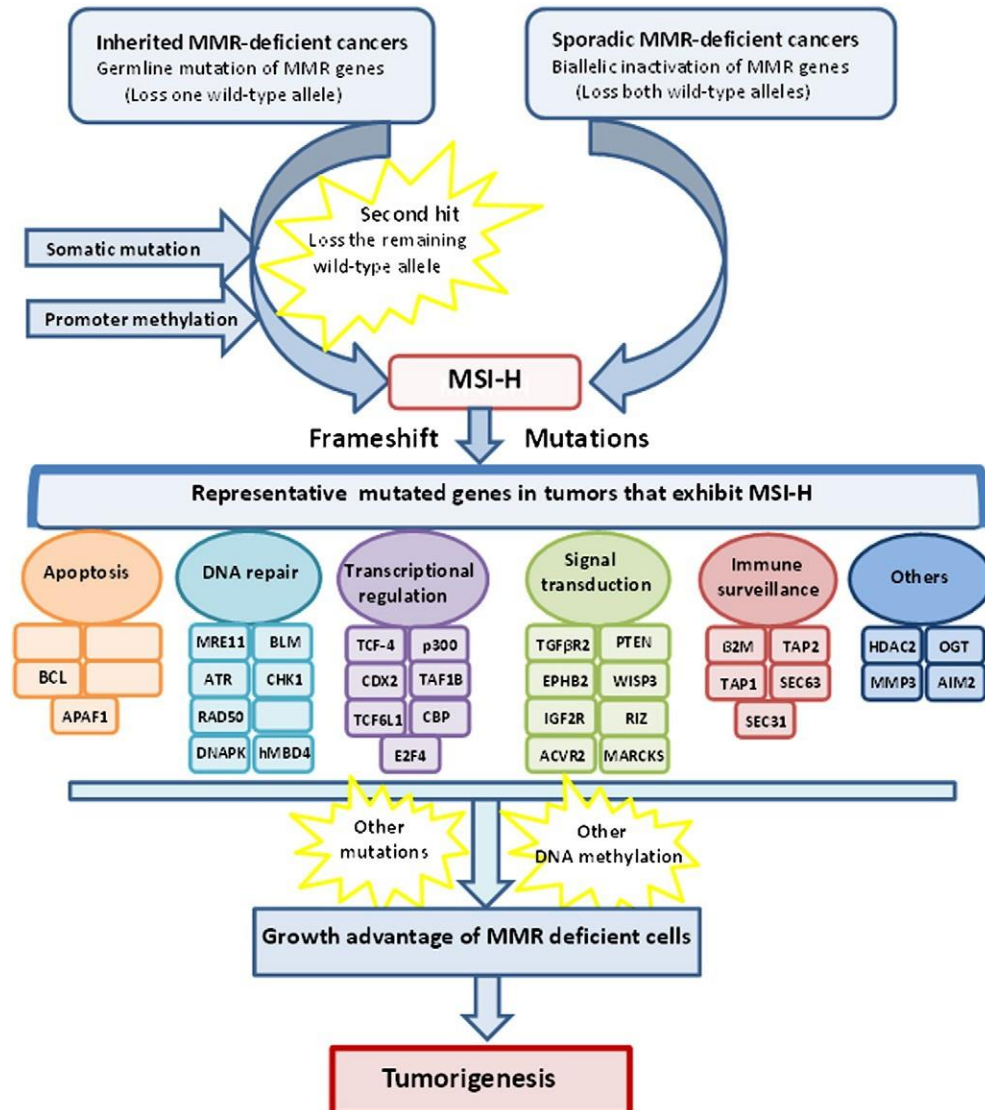 Inherited MMR-deficient cancers
Germline mutation of MMR genes
(Loss one wild-type allele)
Sporadic MMR-deficient cancers
Biallelic inactivation of MMR genes
(Loss both wild-type alleles)
Second hit
Loss the remaining
wild-type allele
Somatic mutation
Promoter methylation
MSI-H
Frameshift Mutations
Representative mutated genes in tumors that exhibit MSI-H
Apoptosis
BCL
APAF1
DNA repair
MRE11 BLM
ATR CHK1
RAD50
DNAPK hMBD4
Transcriptional
regulation
TCF-4 p300
CDX2 TAF1B
TCF6L1 CBP
E2F4
Signal
transduction
TGFβR2 PTEN
EPHB2 WISP3
IGF2R RIZ
ACVR2 MARCKS
Immune
surveillance
β2M TAP2
TAP1 SEC63
SEC31
Others
HDAC2 OGT
MMP3 AIM2
Other
mutations
Other
DNA methylation
Growth advantage of MMR deficient cells
Tumorigenesis